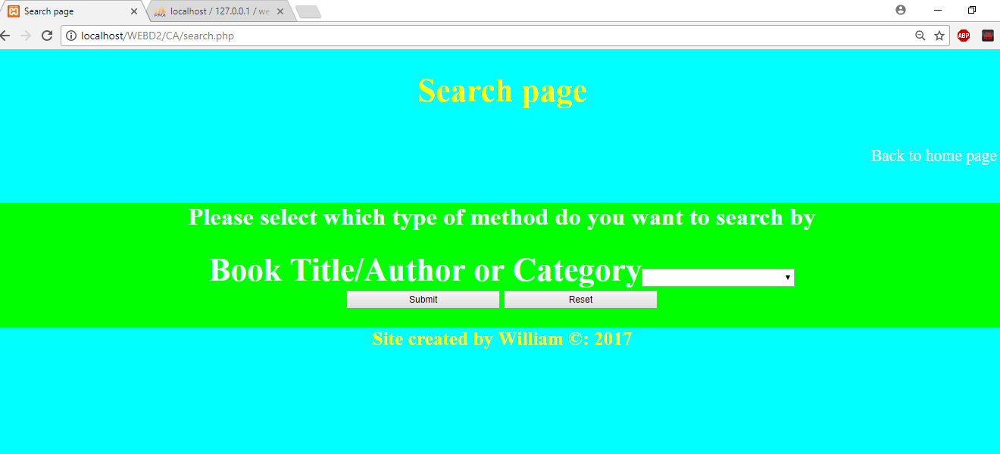 Search page
localhost / 127.0.0.1 / we
localhost/WEBD2/CA/search.php
ABP
Search page
Back to home page
Please select which type of method do you want to search by
Book Title/Author or Category
Submit Reset
Site created by William ©: 2017